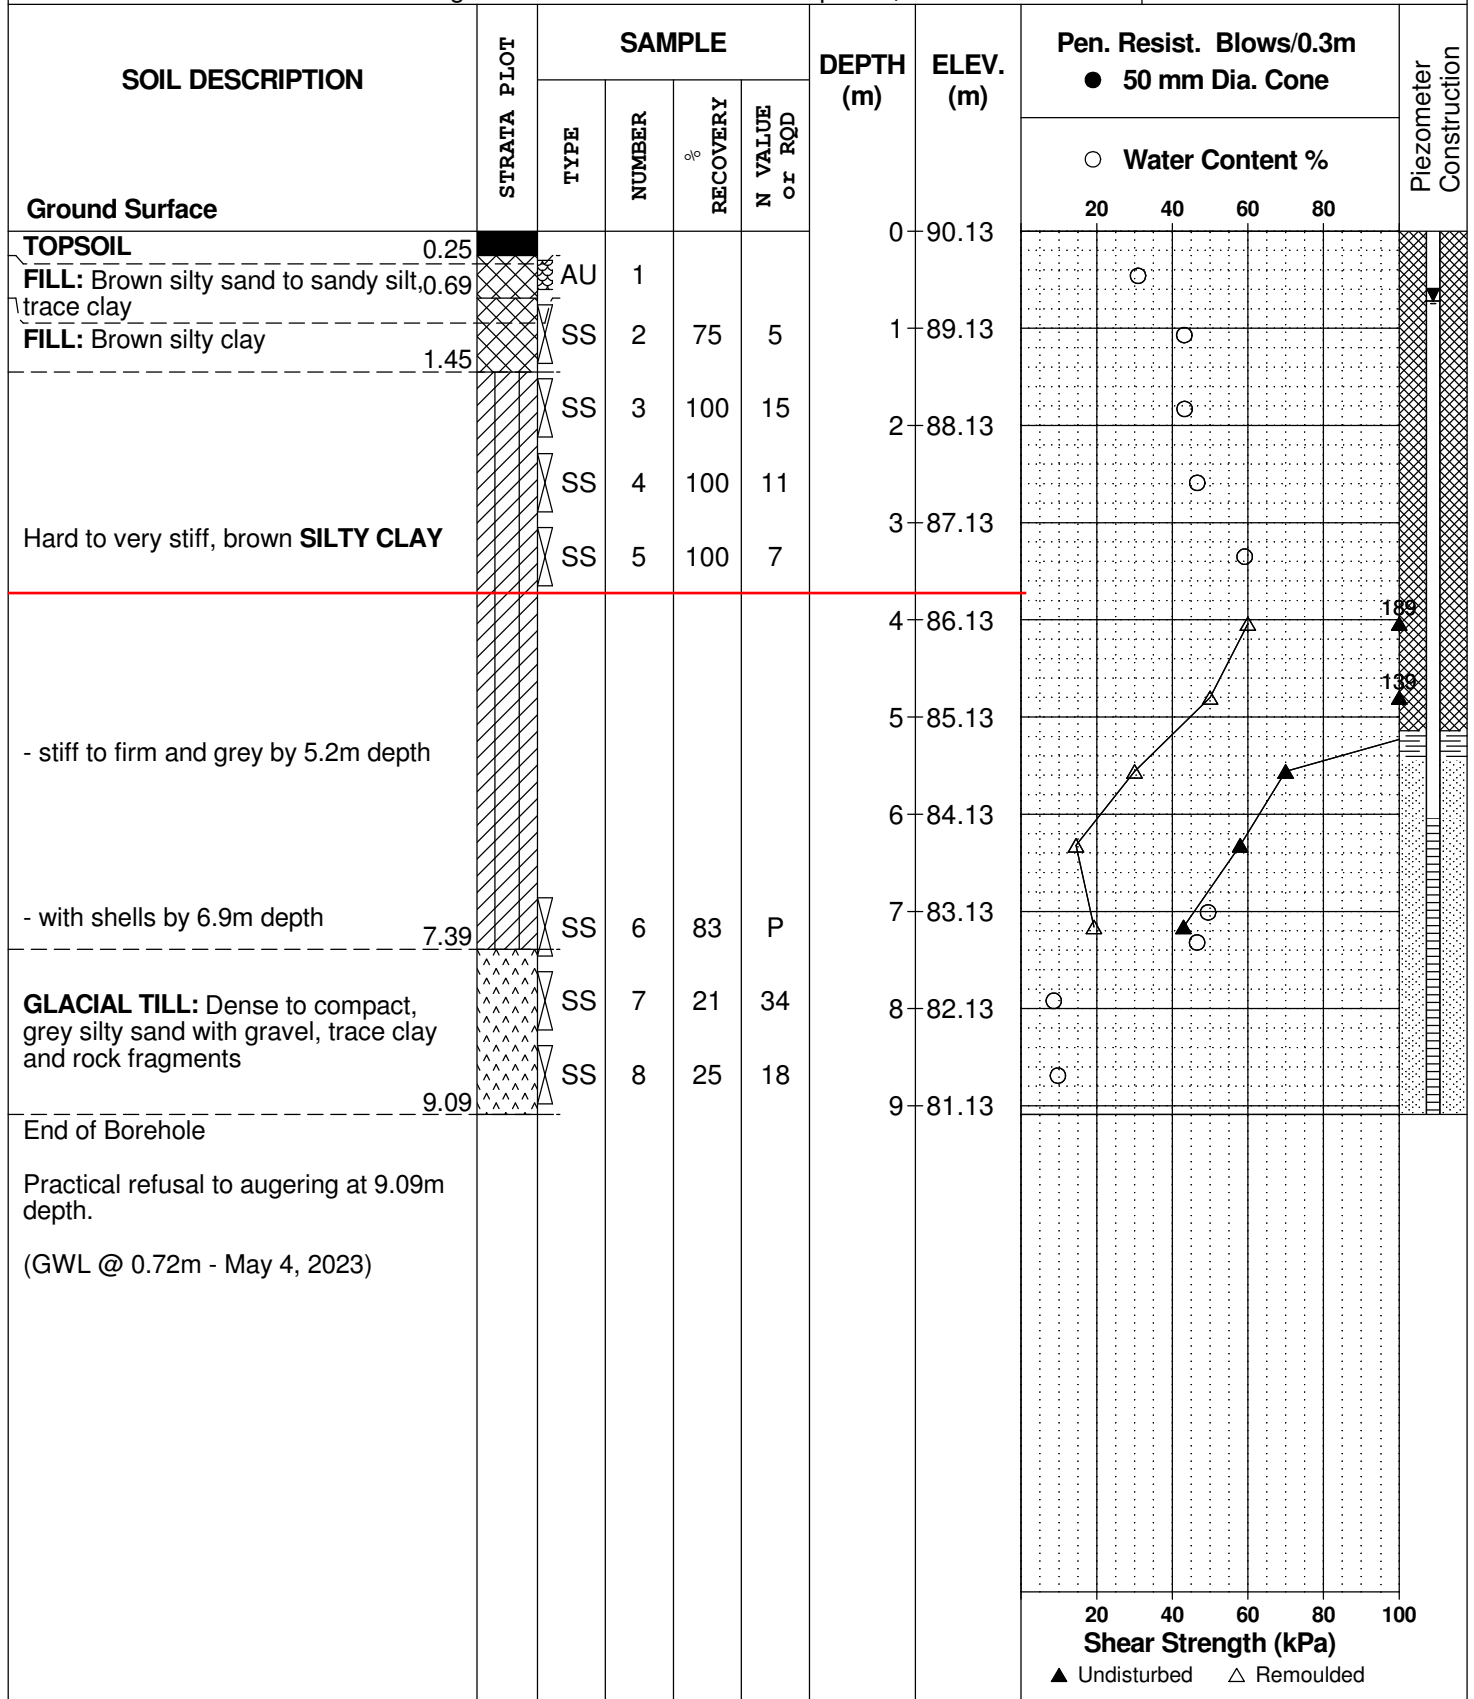 SOIL DESCRIPTION
Ground Surface
STRATA PLOT
SAMPLE
TYPE
NUMBER
% RECOVERY
N VALUE or RQD
DEPTH (m)
ELEV. (m)
Pen. Resist. Blows/0.3m
● 50 mm Dia. Cone
○ Water Content %
20 40 60 80
Piezometer Construction
TOPSOIL 0.25
FILL: Brown silty sand to sandy silt, 0.69
trace clay
FILL: Brown silty clay
1.45
Hard to very stiff, brown SILTY CLAY
- stiff to firm and grey by 5.2m depth
- with shells by 6.9m depth
7.39
GLACIAL TILL: Dense to compact,
grey silty sand with gravel, trace clay
and rock fragments
9.09
End of Borehole
Practical refusal to augering at 9.09m
depth.
(GWL @ 0.72m - May 4, 2023)
AU 1
SS 2 75 5
SS 3 100 15
SS 4 100 11
SS 5 100 7
SS 6 83 P
SS 7 21 34
SS 8 25 18
0 90.13
1 89.13
2 88.13
3 87.13
4 86.13
5 85.13
6 84.13
7 83.13
8 82.13
9 81.13
189
139
20 40 60 80 100
Shear Strength (kPa)
▲ Undisturbed △ Remoulded